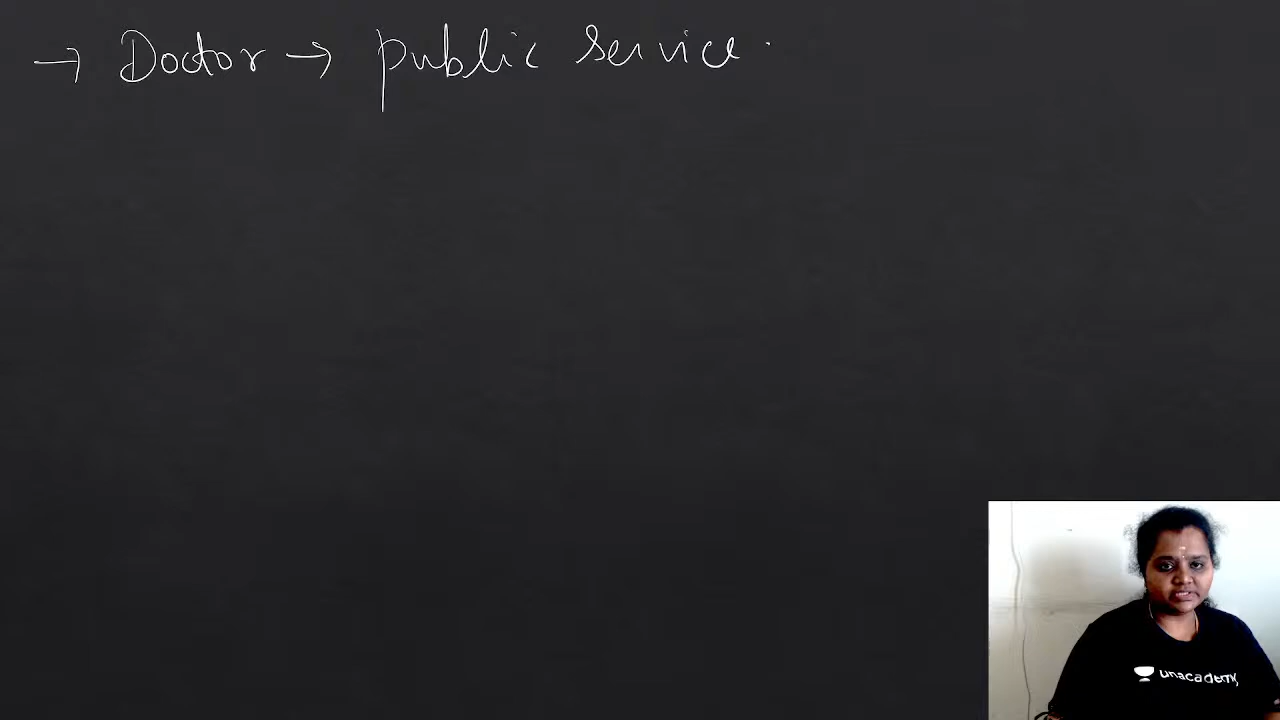 → Doctor → public service.
unacademy